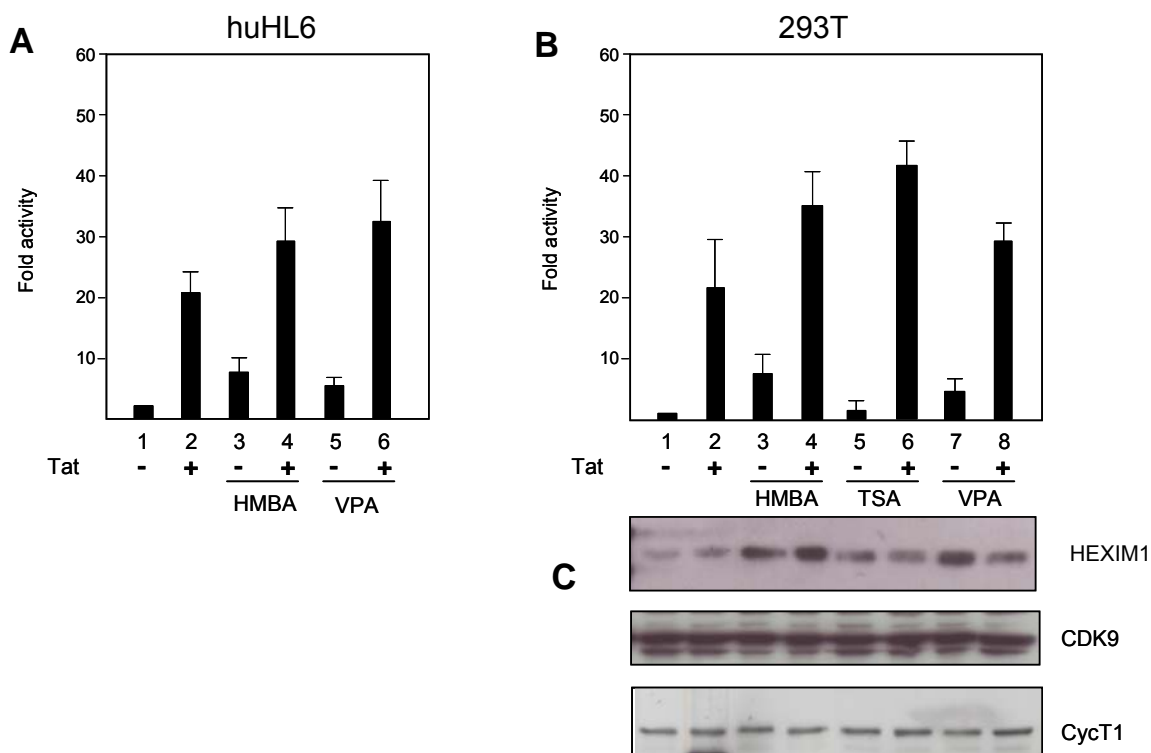 A
huHL6
60
50
40
30
20
10
Fold activity
1 2 3 4 5 6
Tat - + - + - +
HMBA VPA
B
293T
60
50
40
30
20
10
Fold activity
1 2 3 4 5 6 7 8
Tat - + - + - + - +
HMBA TSA VPA
C
HEXIM1
CDK9
CycT1